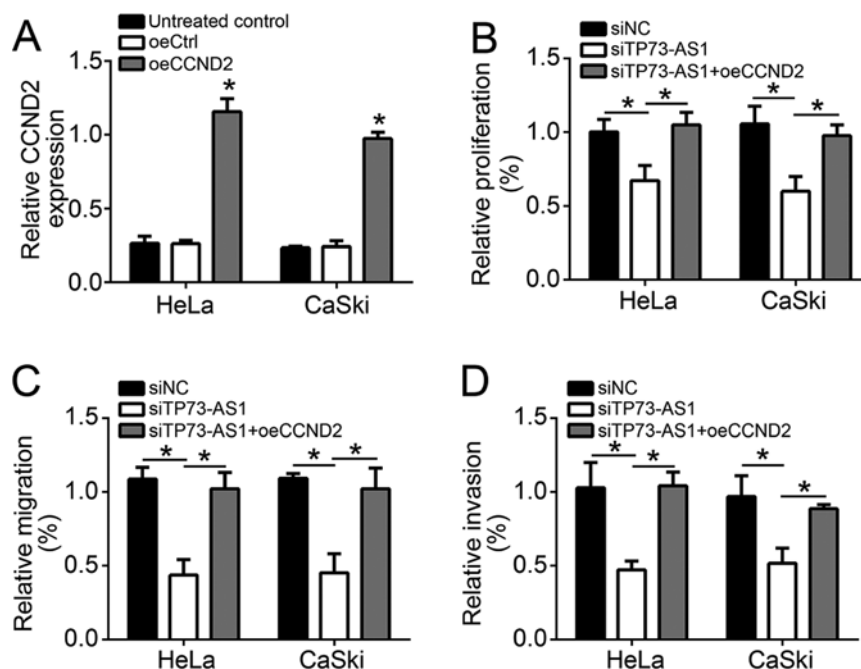 A
Untreated control
oeCtrl
oeCCND2
Relative CCND2
expression
1.5
1.0
0.5
0.0
*
*
HeLa
CaSki
B
siNC
siTP73-AS1
siTP73-AS1+oeCCND2
Relative proliferation
(%)
1.5
1.0
0.5
0.0
*
*
*
*
HeLa
CaSki
C
siNC
siTP73-AS1
siTP73-AS1+oeCCND2
Relative migration
(%)
1.5
1.0
0.5
0.0
*
*
*
*
HeLa
CaSki
D
siNC
siTP73-AS1
siTP73-AS1+oeCCND2
Relative invasion
(%)
1.5
1.0
0.5
0.0
*
*
*
*
HeLa
CaSki